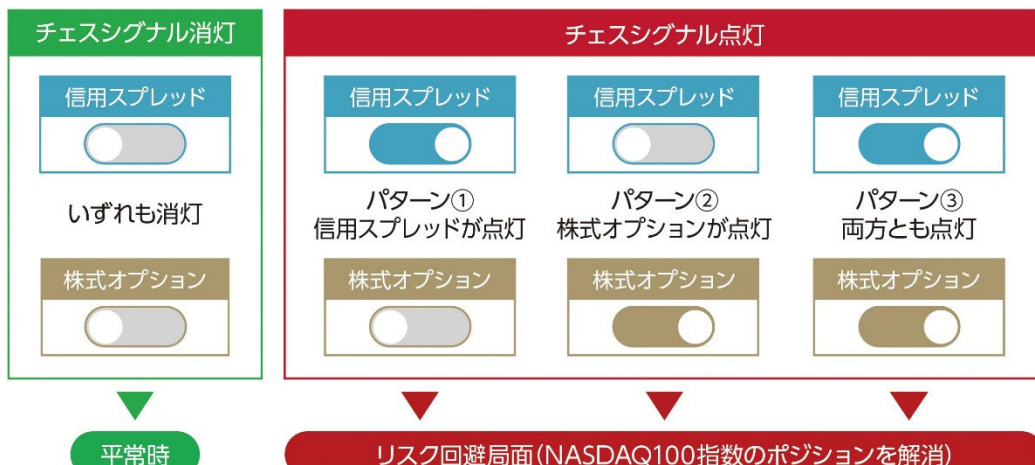 チェスシグナル消灯
信用スプレッド
いずれも消灯
株式オプション
平常時
チェスシグナル点灯
信用スプレッド
パターン①
信用スプレッドが点灯
株式オプション
信用スプレッド
パターン②
株式オプションが点灯
株式オプション
信用スプレッド
パターン③
両方とも点灯
株式オプション
リスク回避局面(NASDAQ100指数のポジションを解消)